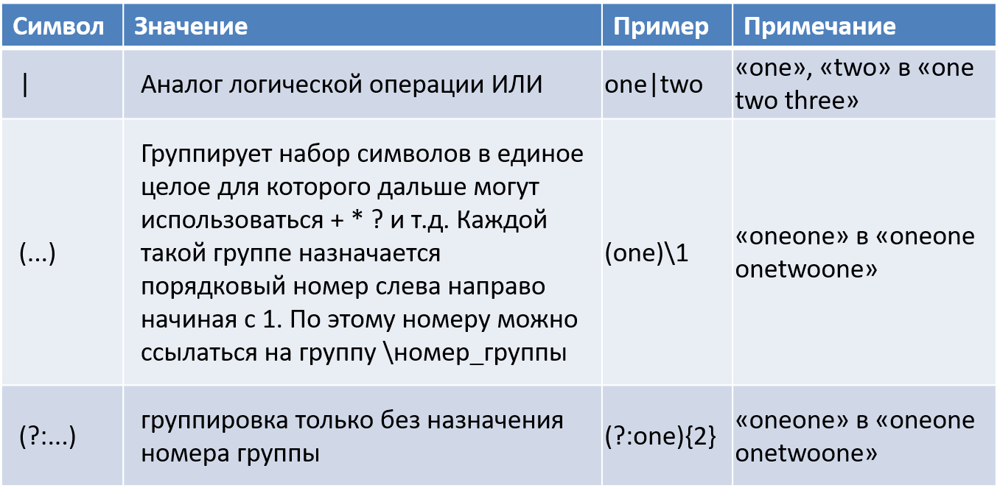 Символ Значение Пример Примечание
| Аналог логической операции ИЛИ one|two «one», «two» в «one
two three»
Группирует набор символов в единое
целое для которого дальше могут
использоваться + * ? и т.д. Каждой
такой группе назначается
порядковый номер слева направо
начиная с 1. По этому номеру можно
ссылаться на группу \номер_группы
(...) (one)\1 «oneone» в «oneone
onetwoone»
(?:...) группировка только без назначения
номера группы
(?:one){2} «oneone» в «oneone
onetwoone»